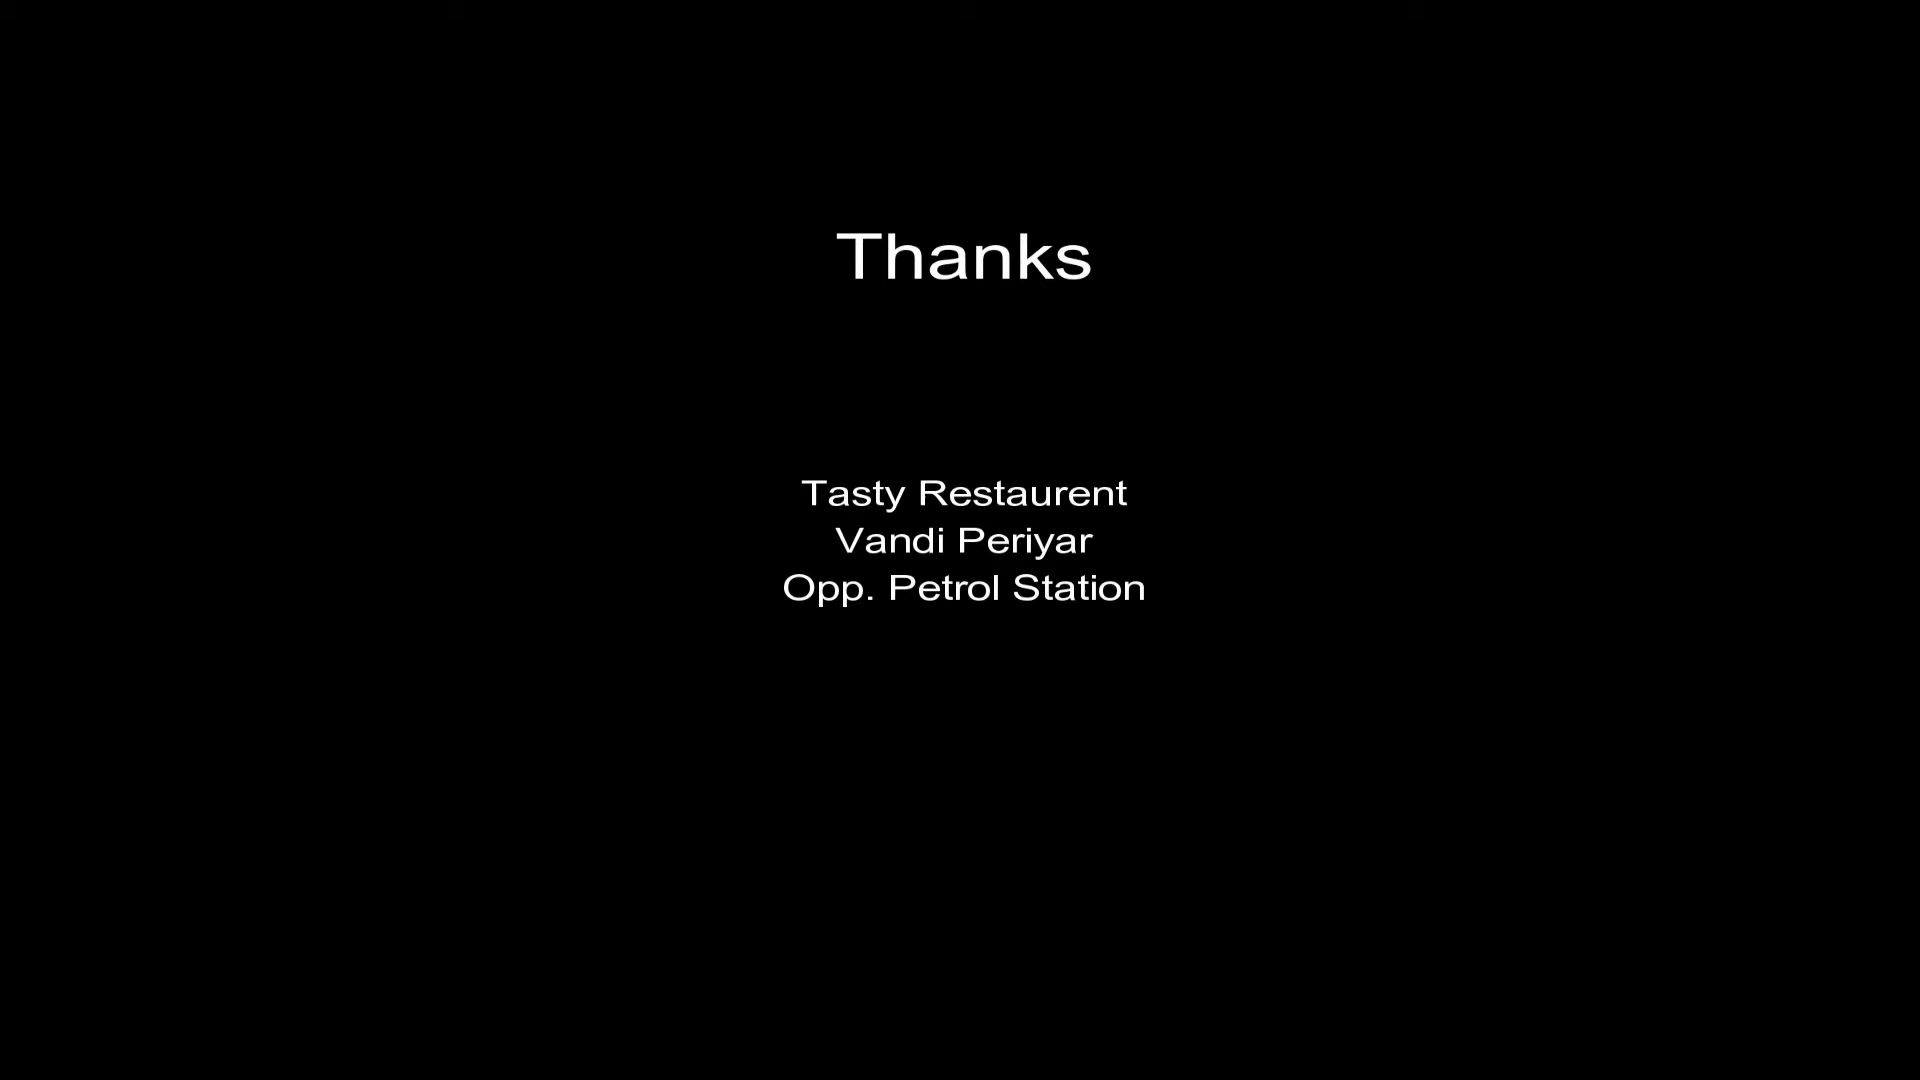 Thanks
Tasty Restaurent
Vandi Periyar
Opp. Petrol Station